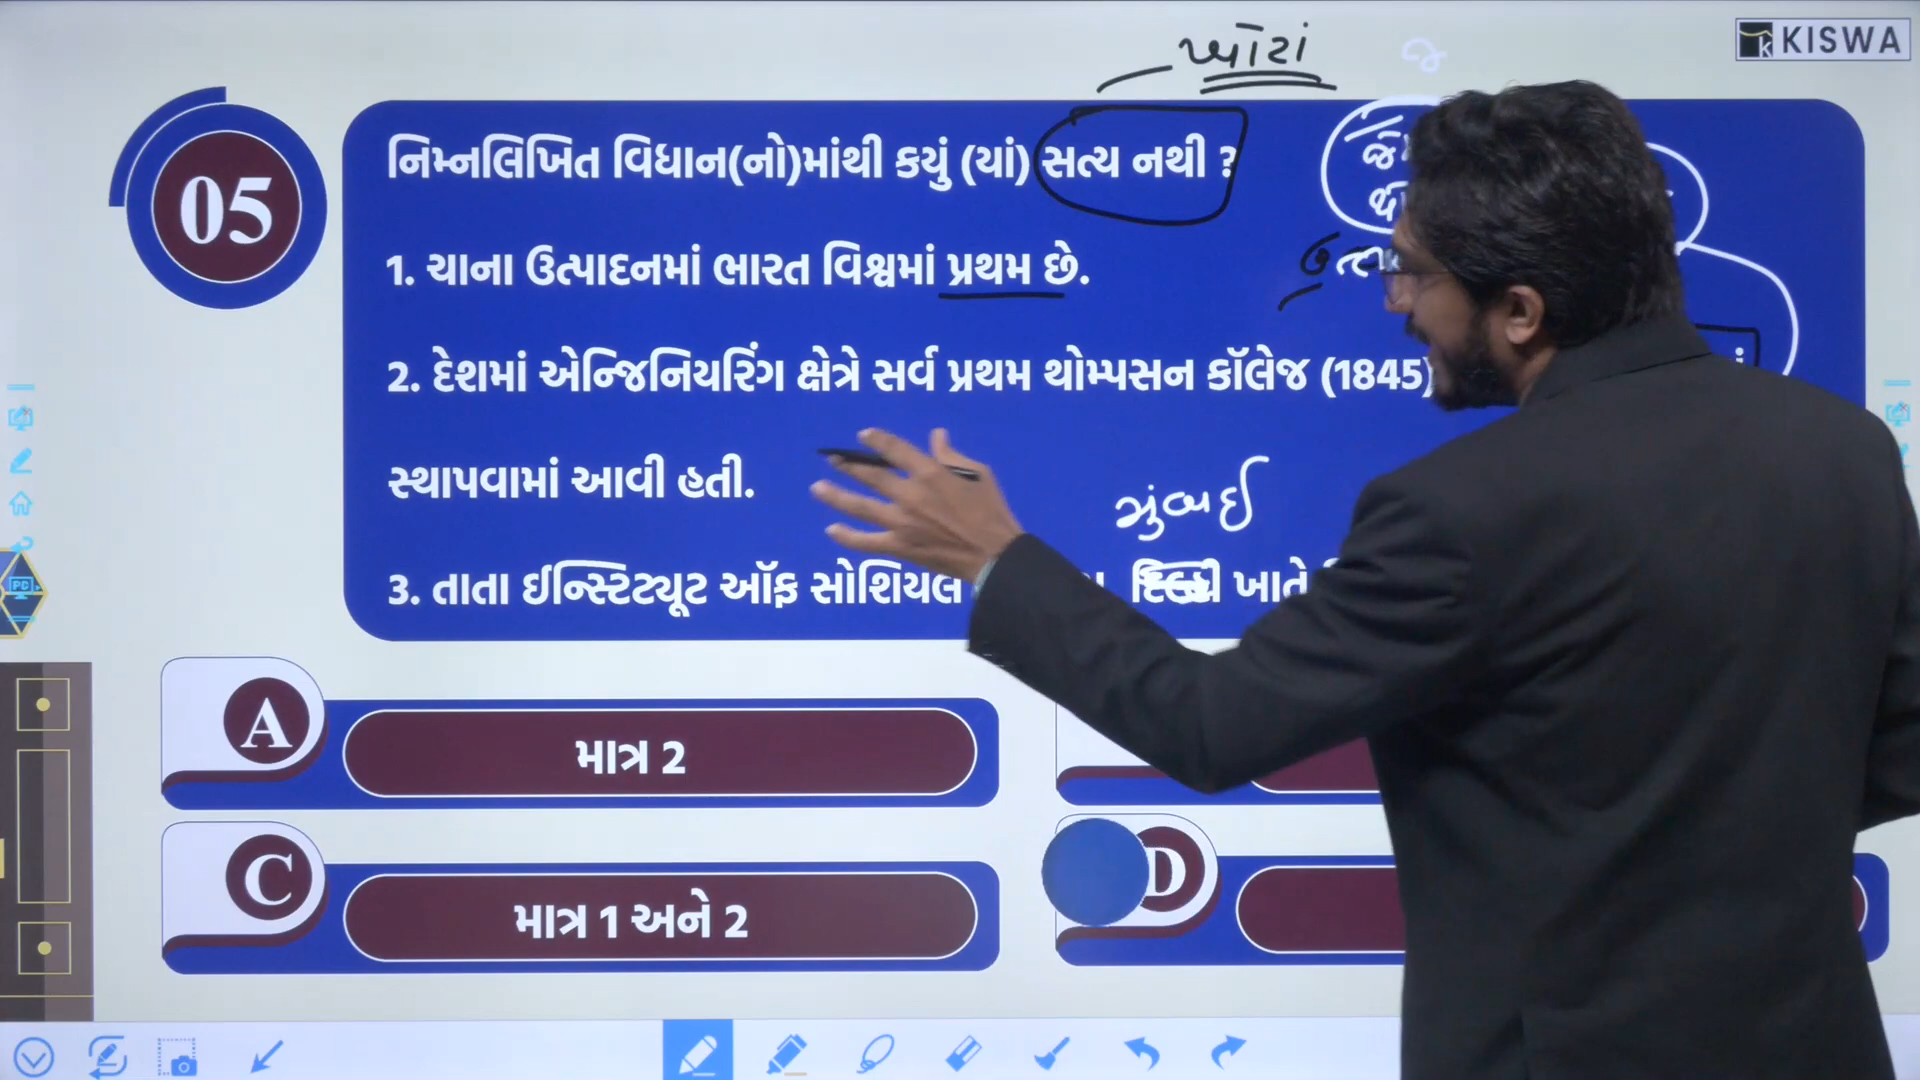 ખોટાં
જ
KISWA
05
નિમ્નલિખિત વિધાન(નો)માંથી કયું (યાં) સત્ય નથી ?
1. ચાના ઉત્પાદનમાં ભારત વિશ્વમાં પ્રથમ છે.
2. દેશમાં એન્જિનિયરિંગ ક્ષેત્રે સર્વ પ્રથમ થોમ્પસન કૉલેજ (1845)
સ્થાપવામાં આવી હતી.
મુંબઈ
3. તાતા ઈન્સ્ટિટ્યૂટ ઑફ સોશિયલ ખાતે
PC
A
માત્ર 2
C
માત્ર 1 અને 2
D